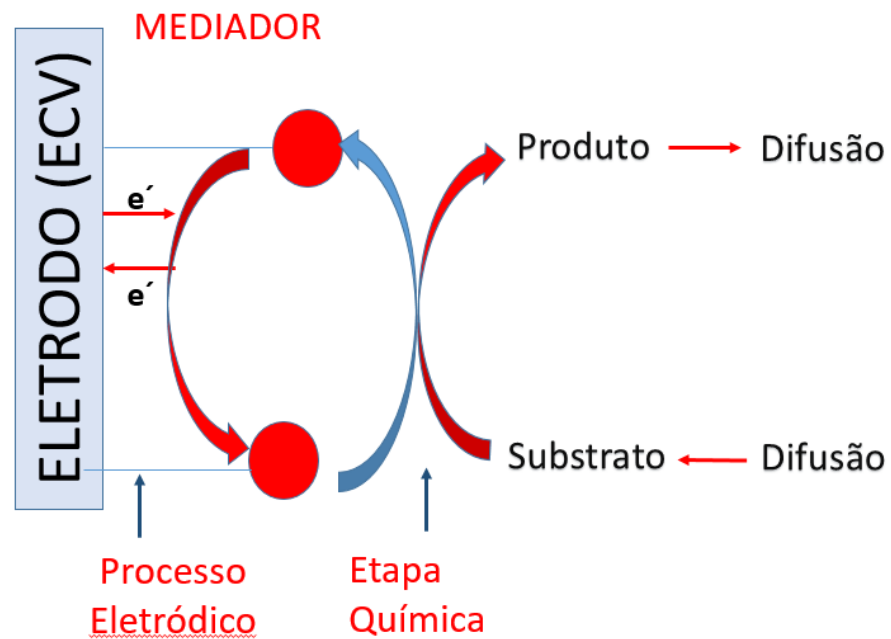 MEDIADOR
ELETRODO (ECV)
e´
e´
Produto
Difusão
Substrato
Difusão
Processo
Eletródico
Etapa
Química